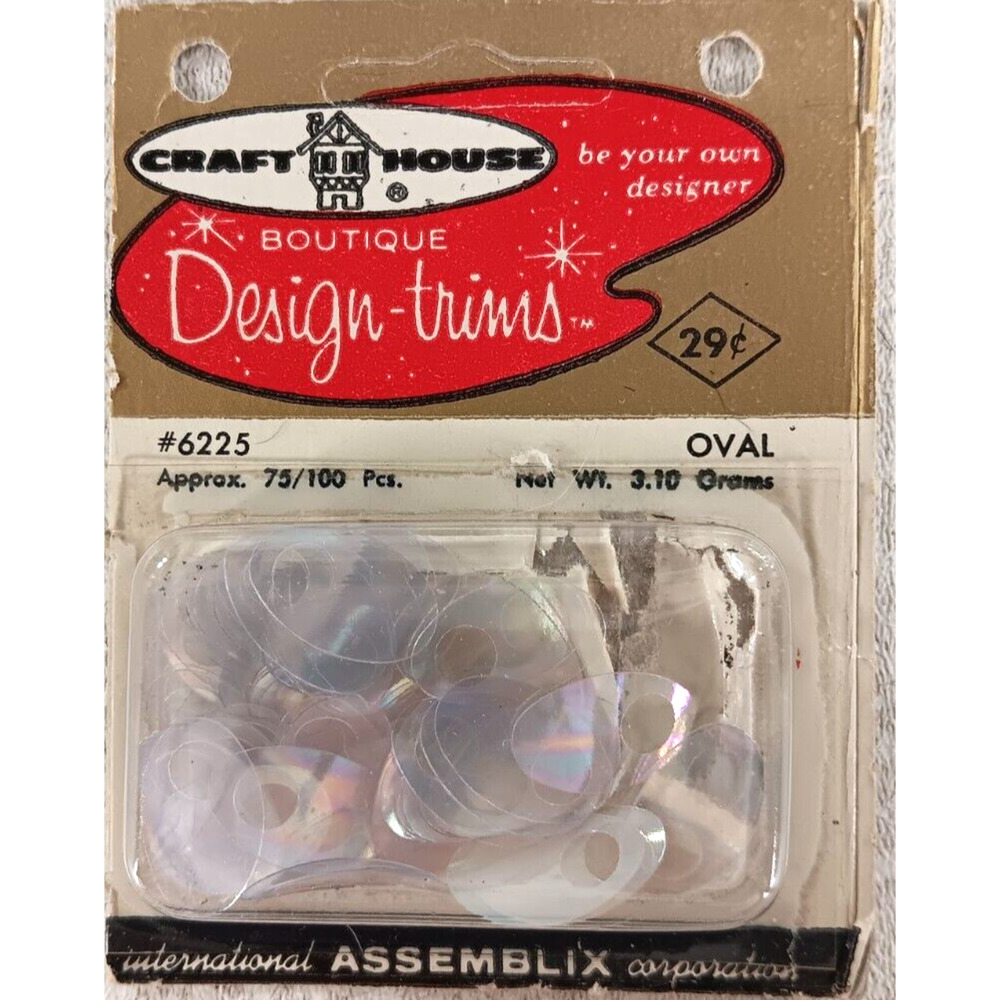 CRAFT HOUSE
®
be your own
designer
BOUTIQUE
Design-trims™
29¢
#6225 OVAL
Approx. 75/100 Pcs. Net Wt. 3.10 Grams
international ASSEMBLIX corporation